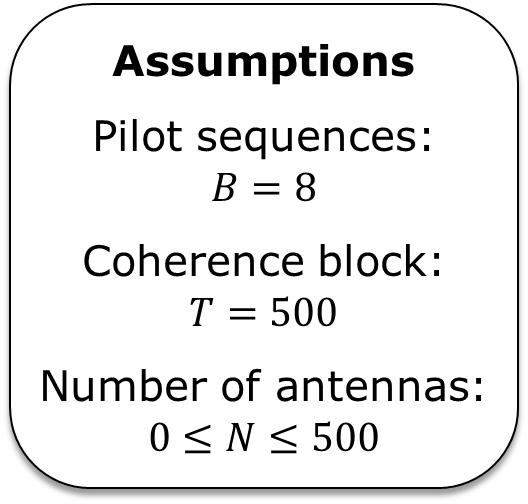 Assumptions
Pilot sequences:
B = 8
Coherence block:
T = 500
Number of antennas:
0 ≤ N ≤ 500